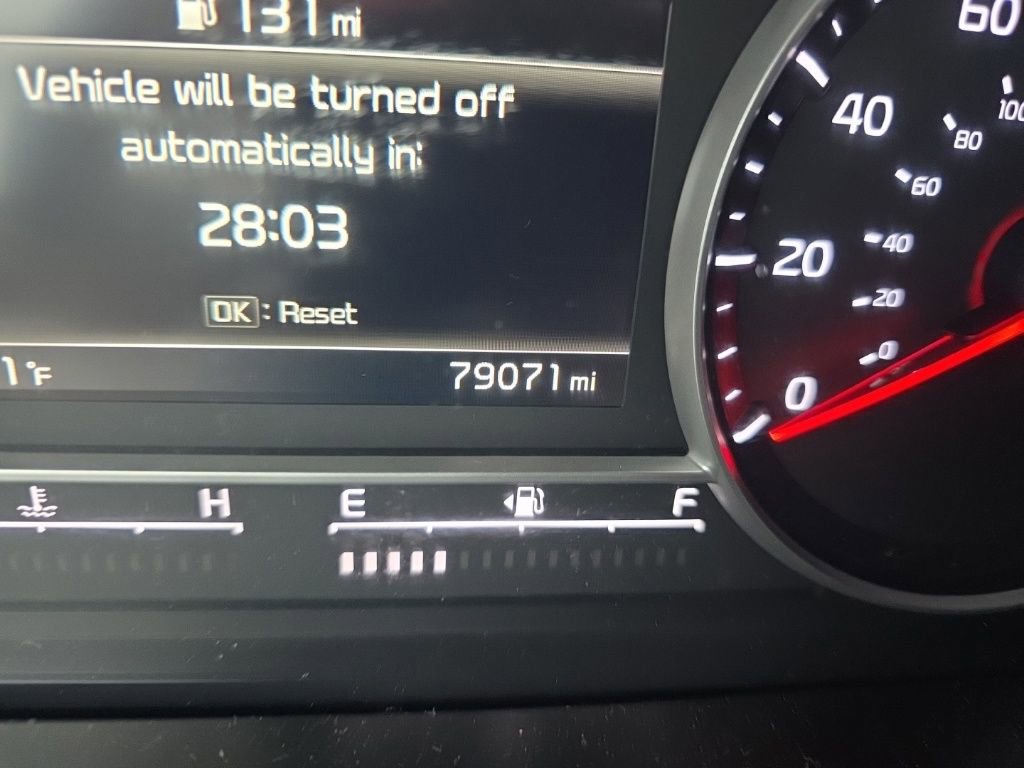 131 mi
Vehicle will be turned off
automatically in:
28:03
OK : Reset
1°F
79071 mi
H
E
F
60
40
20
0
100
80
60
40
20
0